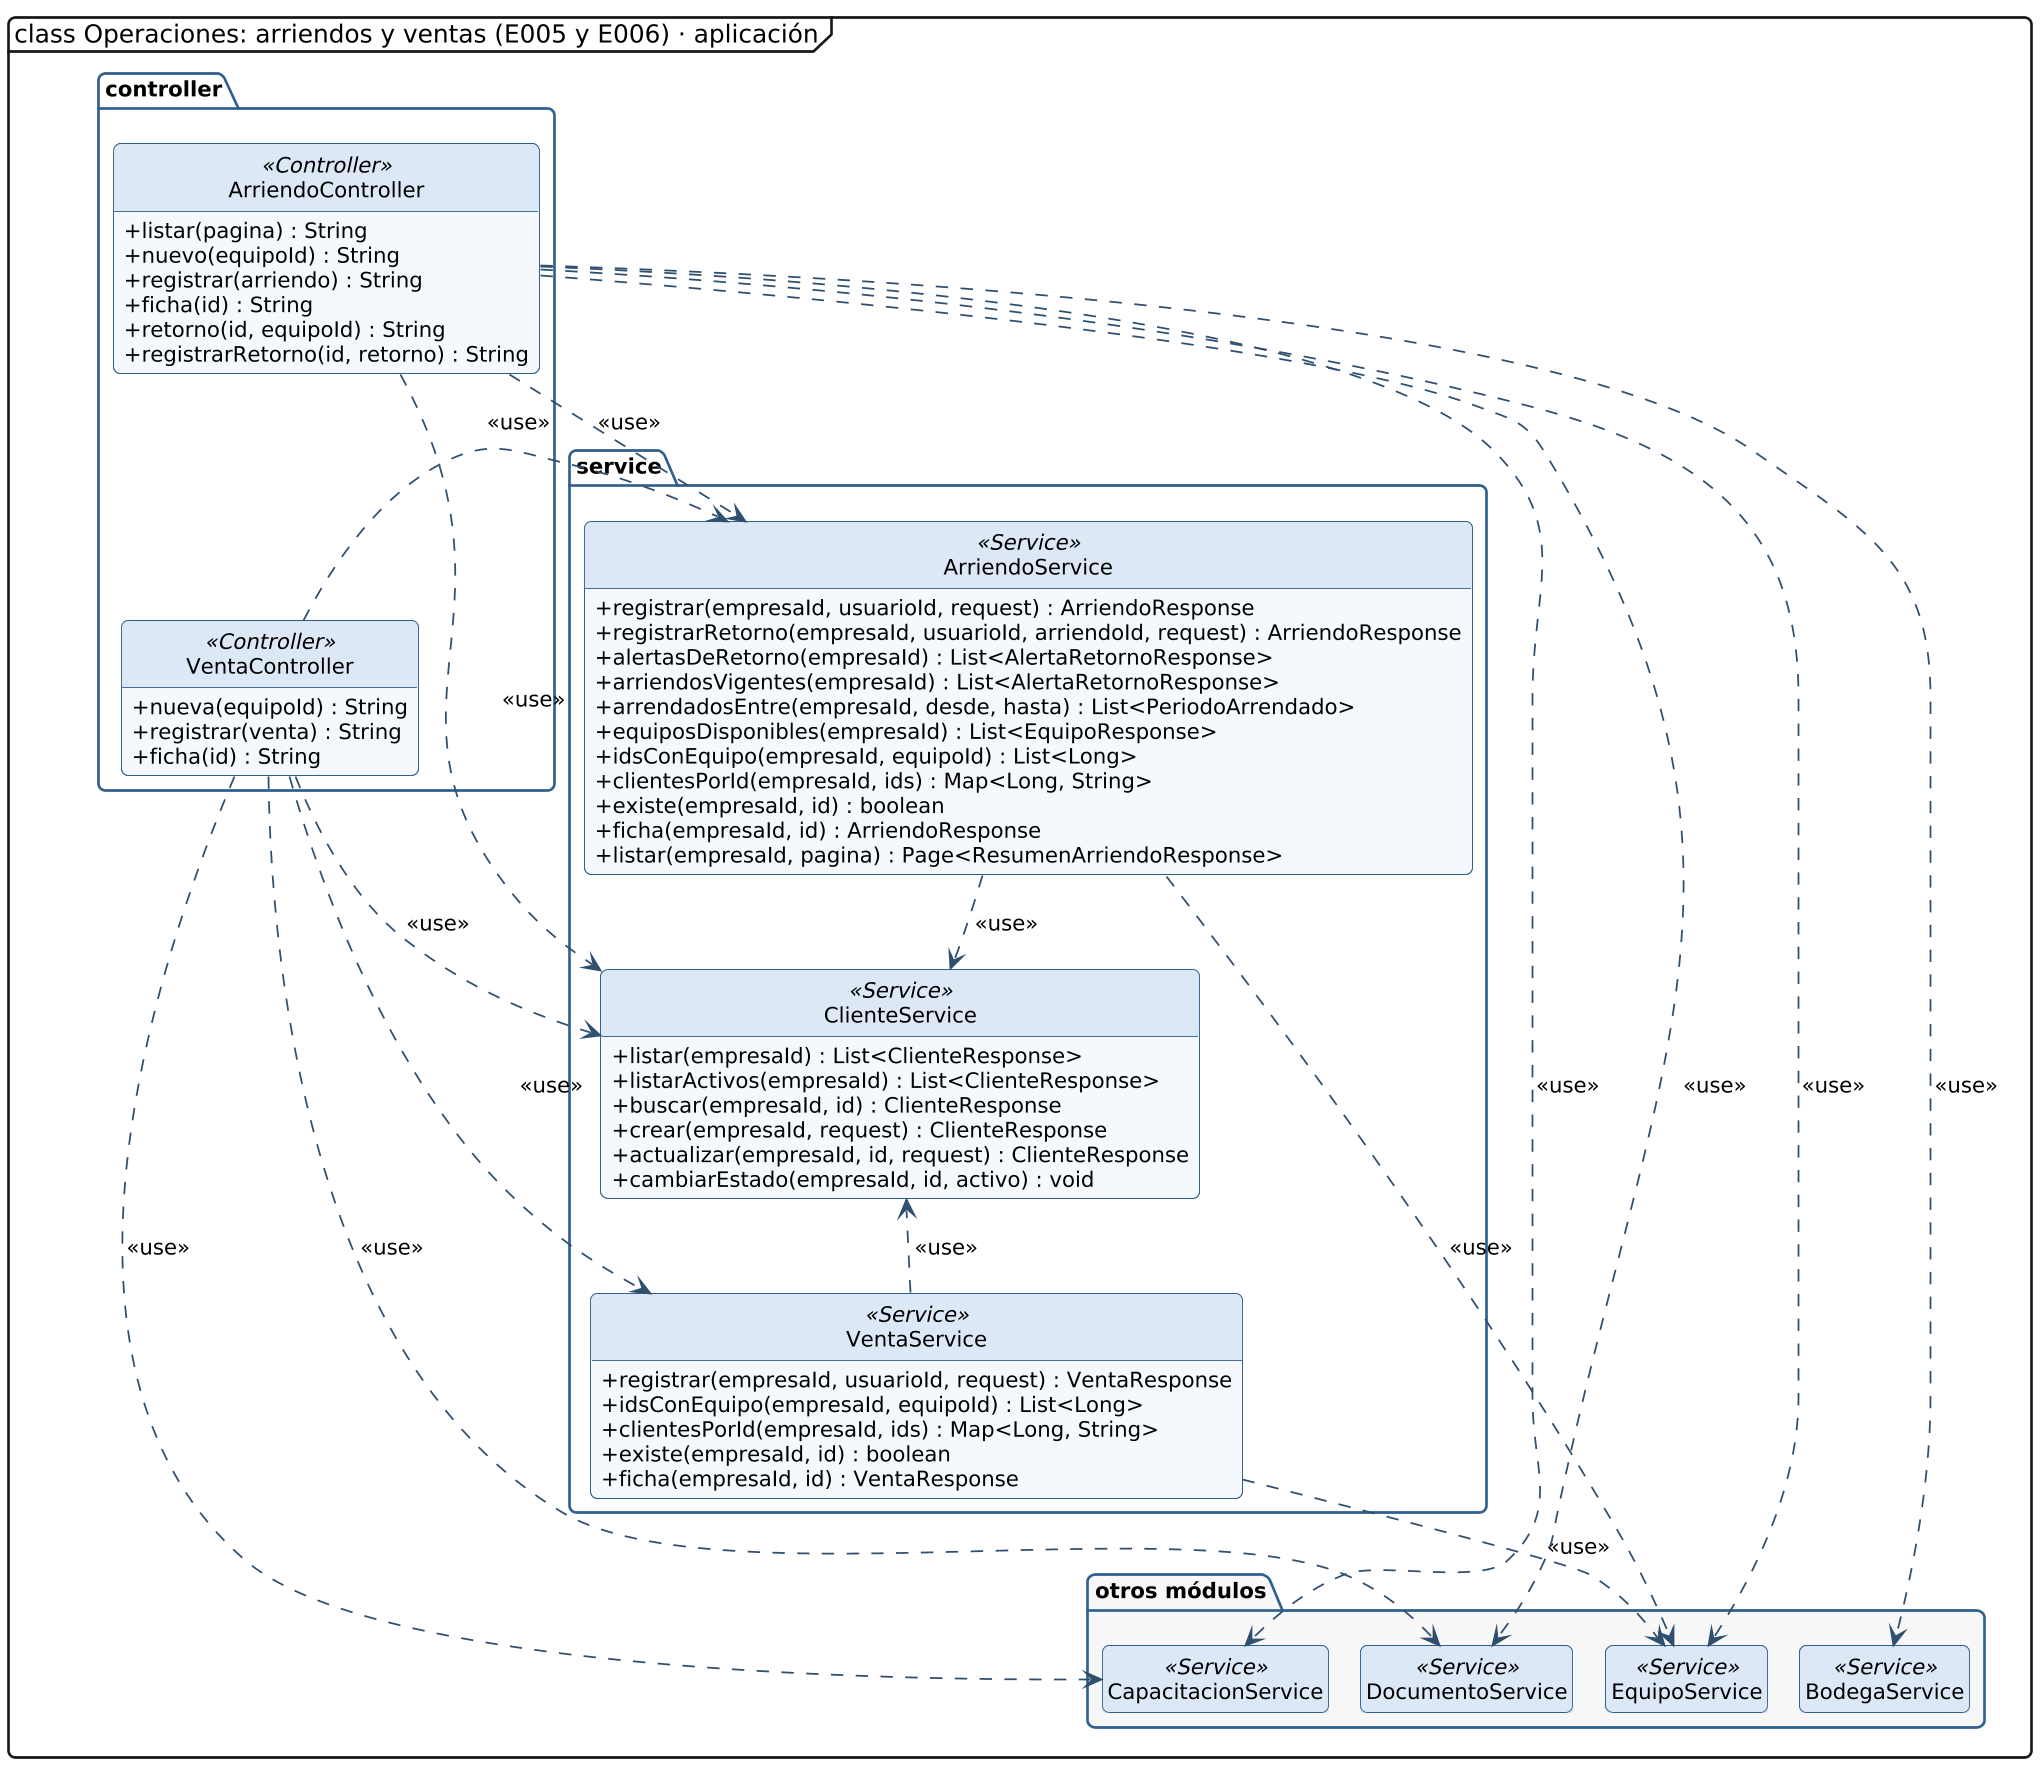 class Operaciones: arriendos y ventas (E005 y E006) · aplicación
controller
«Controller»
ArriendoController
+listar(pagina) : String
+nuevo(equipoId) : String
+registrar(arriendo) : String
+ficha(id) : String
+retorno(id, equipoId) : String
+registrarRetorno(id, retorno) : String
«use»
«use»
service
«Service»
ArriendoService
+registrar(empresaId, usuarioId, request) : ArriendoResponse
+registrarRetorno(empresaId, usuarioId, arriendoId, request) : ArriendoResponse
+alertasDeRetorno(empresaId) : List<AlertaRetornoResponse>
+arriendosVigentes(empresaId) : List<AlertaRetornoResponse>
+arrendadosEntre(empresaId, desde, hasta) : List<PeriodoArrendado>
+equiposDisponibles(empresaId) : List<EquipoResponse>
+idsConEquipo(empresaId, equipoId) : List<Long>
+clientesPorId(empresaId, ids) : Map<Long, String>
+existe(empresaId, id) : boolean
+ficha(empresaId, id) : ArriendoResponse
+listar(empresaId, pagina) : Page<ResumenArriendoResponse>
«Controller»
VentaController
+nueva(equipoId) : String
+registrar(venta) : String
+ficha(id) : String
«use»
«use»
«use»
«Service»
ClienteService
+listar(empresaId) : List<ClienteResponse>
+listarActivos(empresaId) : List<ClienteResponse>
+buscar(empresaId, id) : ClienteResponse
+crear(empresaId, request) : ClienteResponse
+actualizar(empresaId, id, request) : ClienteResponse
+cambiarEstado(empresaId, id, activo) : void
«use»
«use»
«use»
«use»
«use»
«use»
«use»
«use»
«use»
«Service»
VentaService
+registrar(empresaId, usuarioId, request) : VentaResponse
+idsConEquipo(empresaId, equipoId) : List<Long>
+clientesPorId(empresaId, ids) : Map<Long, String>
+existe(empresaId, id) : boolean
+ficha(empresaId, id) : VentaResponse
«use»
otros módulos
«Service»
CapacitacionService
«Service»
DocumentoService
«Service»
EquipoService
«Service»
BodegaService